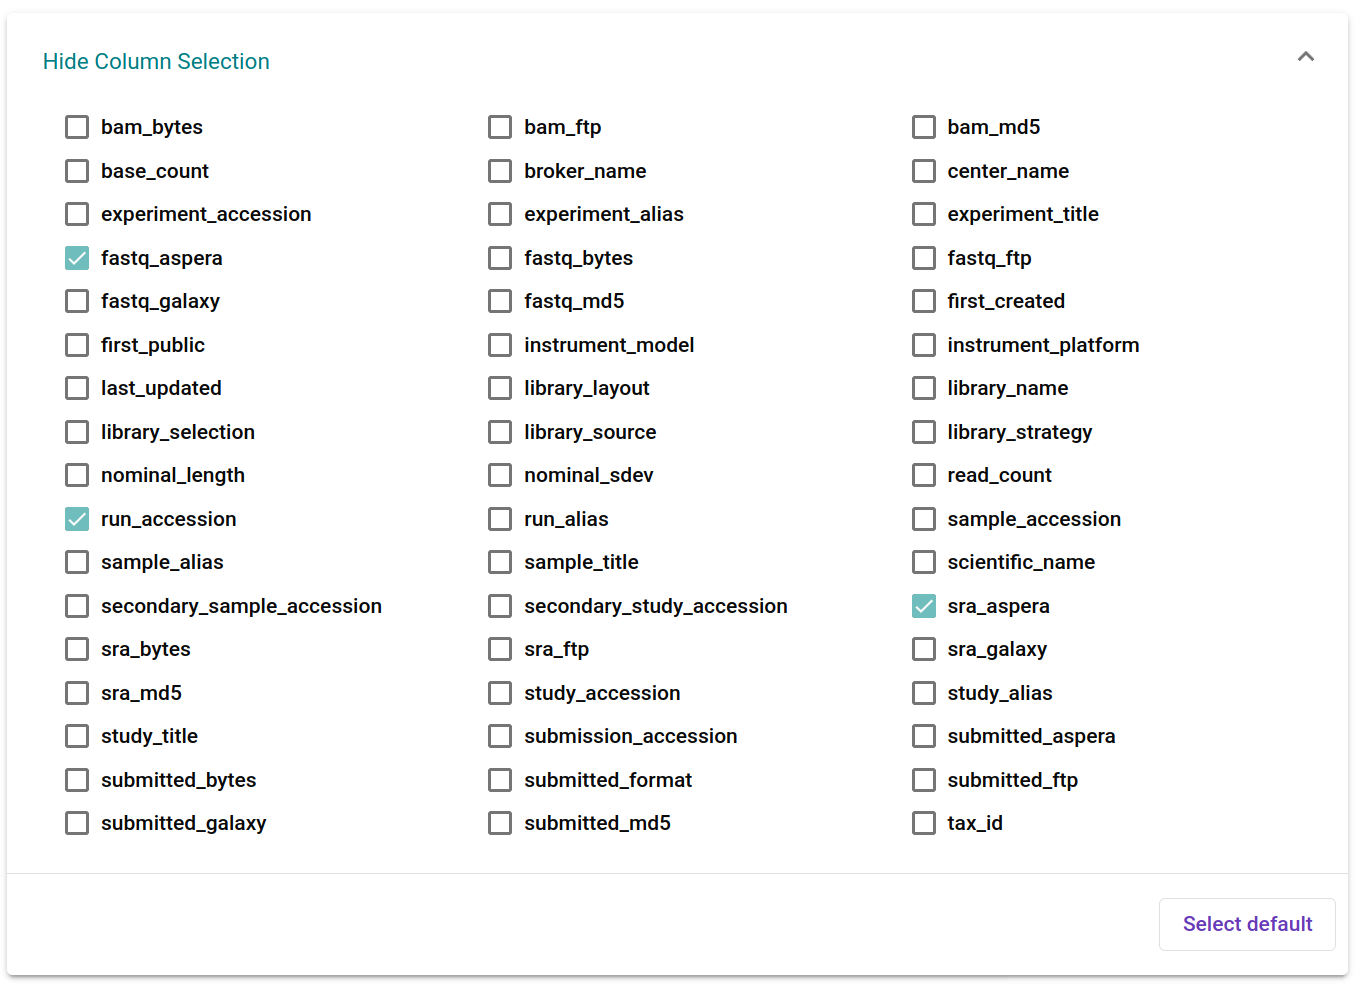 Hide Column Selection
bam_bytes bam_ftp bam_md5
base_count broker_name center_name
experiment_accession experiment_alias experiment_title
fastq_aspera fastq_bytes fastq_ftp
fastq_galaxy fastq_md5 first_created
first_public instrument_model instrument_platform
last_updated library_layout library_name
library_selection library_source library_strategy
nominal_length nominal_sdev read_count
run_accession run_alias sample_accession
sample_alias sample_title scientific_name
secondary_sample_accession secondary_study_accession sra_aspera
sra_bytes sra_ftp sra_galaxy
sra_md5 study_accession study_alias
study_title submission_accession submitted_aspera
submitted_bytes submitted_format submitted_ftp
submitted_galaxy submitted_md5 tax_id
Select default